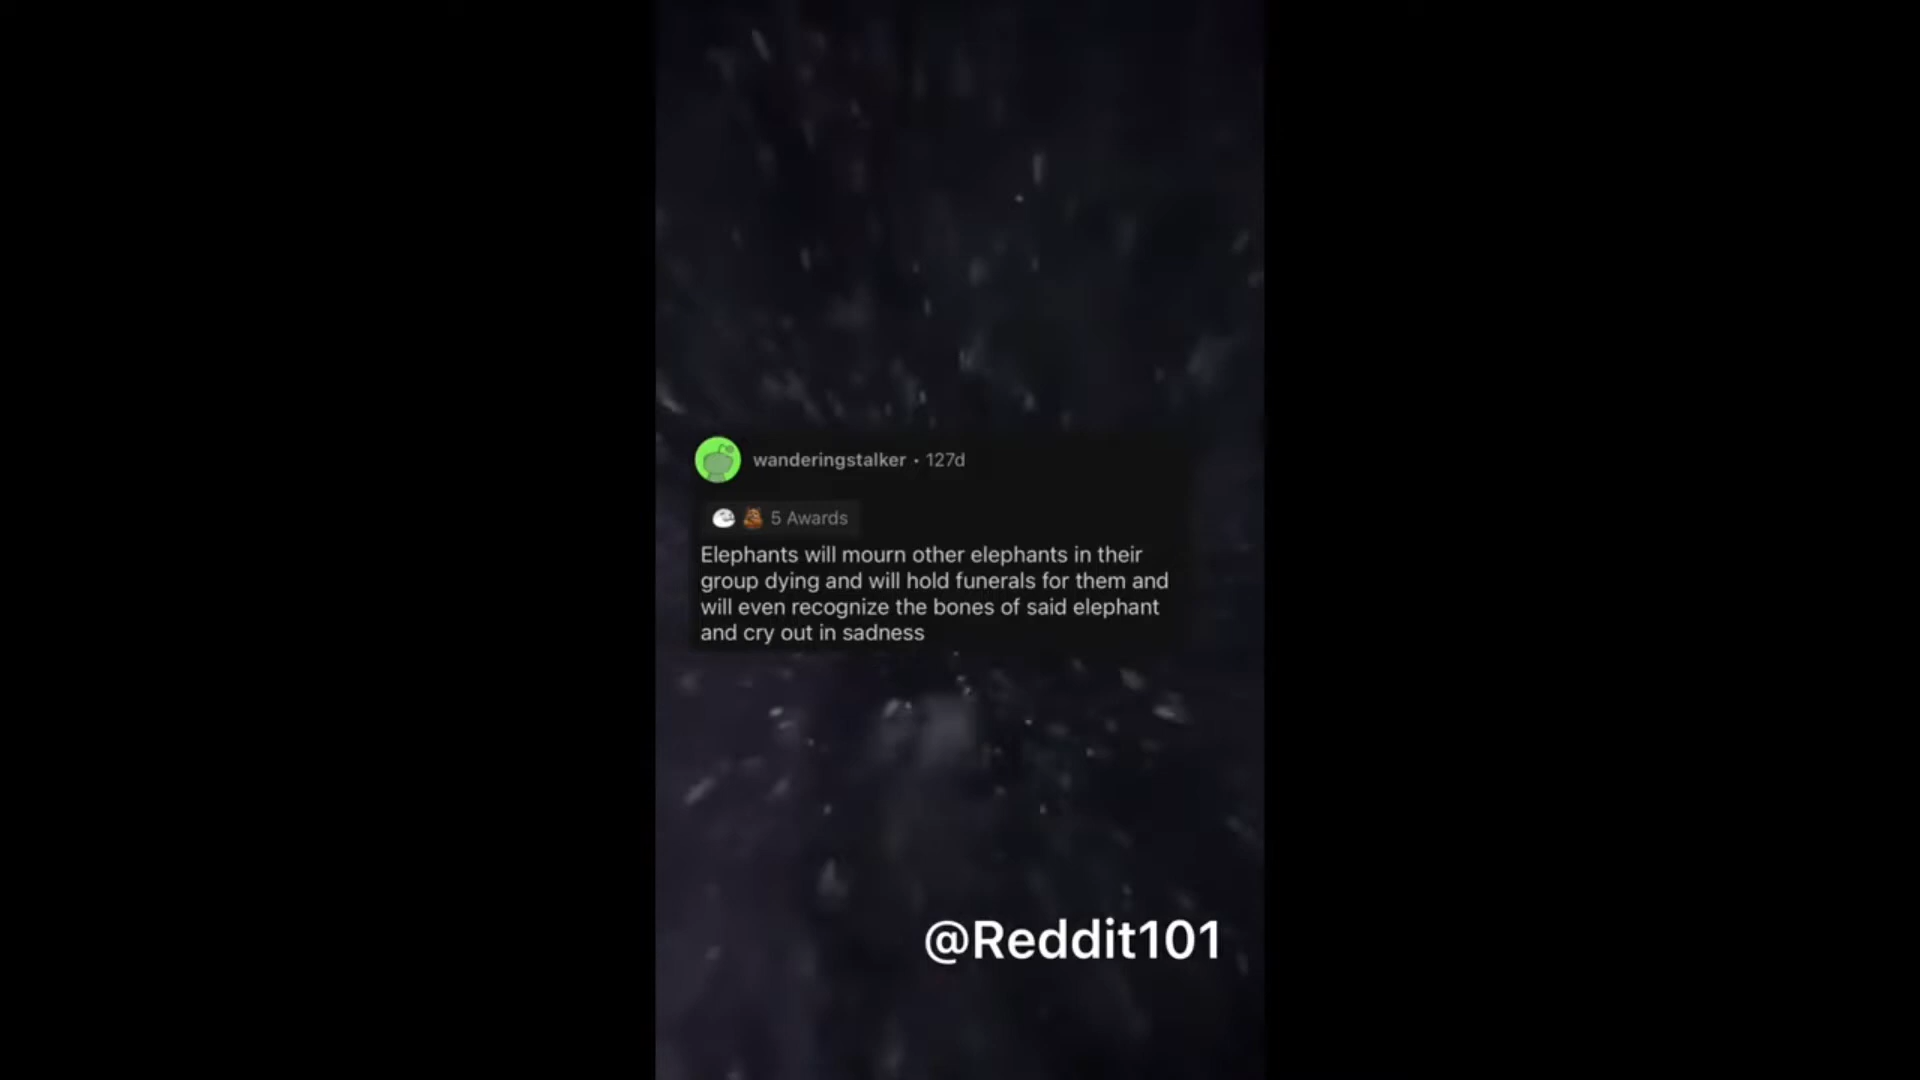 wanderingstalker • 127d
5 Awards
Elephants will mourn other elephants in their
group dying and will hold funerals for them and
will even recognize the bones of said elephant
and cry out in sadness
@Reddit101